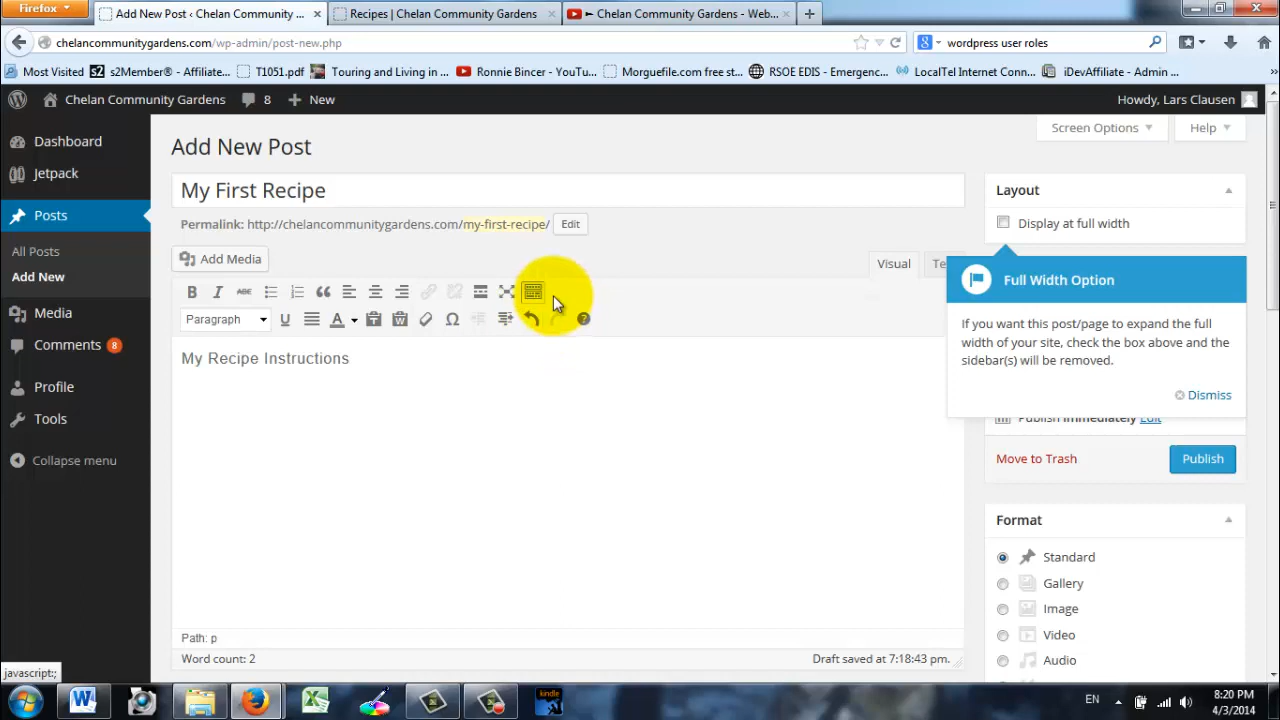 Firefox
Add New Post ‹ Chelan Community ...
Recipes | Chelan Community Gardens
► Chelan Community Gardens - Web...
chelancommunitygardens.com/wp-admin/post-new.php
wordpress user roles
Most Visited
s2Member® - Affiliate...
T1051.pdf
Touring and Living in ...
Ronnie Bincer - YouTu...
Morguefile.com free st...
RSOE EDIS - Emergenc...
LocalTel Internet Conn...
iDevAffiliate - Admin ...
Chelan Community Gardens
8
New
Howdy, Lars Clausen
Screen Options
Help
Dashboard
Jetpack
Posts
All Posts
Add New
Media
Comments 8
Profile
Tools
Collapse menu
Add New Post
My First Recipe
Permalink: http://chelancommunitygardens.com/my-first-recipe/ Edit
Add Media
Visual
Te
B I ABC
Paragraph U A
My Recipe Instructions
Path: p
Word count: 2
Draft saved at 7:18:43 pm.
Layout
Display at full width
Full Width Option
If you want this post/page to expand the full
width of your site, check the box above and the
sidebar(s) will be removed.
Dismiss
Publish immediately Edit
Move to Trash
Publish
Format
Standard
Gallery
Image
Video
Audio
javascript:;
kindle
EN
8:20 PM
4/3/2014